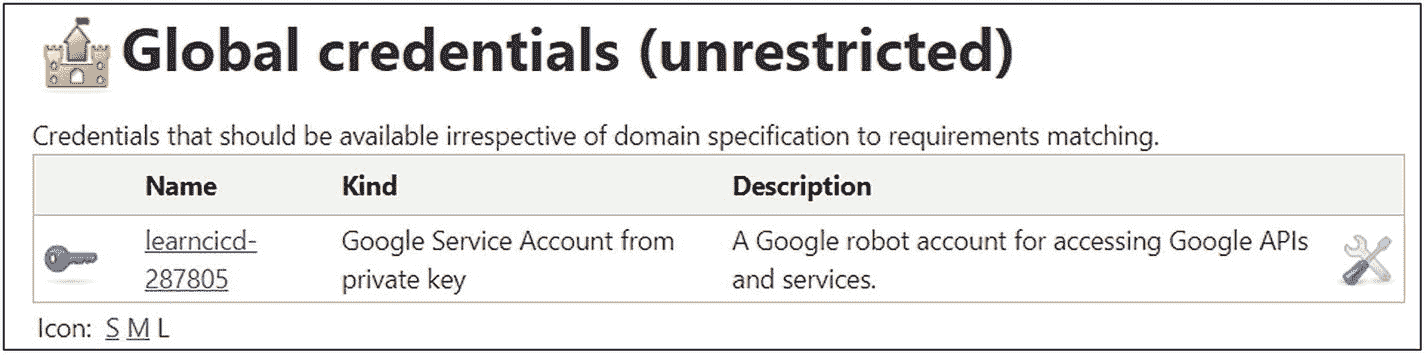 Global credentials (unrestricted)
Credentials that should be available irrespective of domain specification to requirements matching.
Name Kind Description
learncicd- Google Service Account from A Google robot account for accessing Google APIs
287805 private key and services.
Icon: S M L